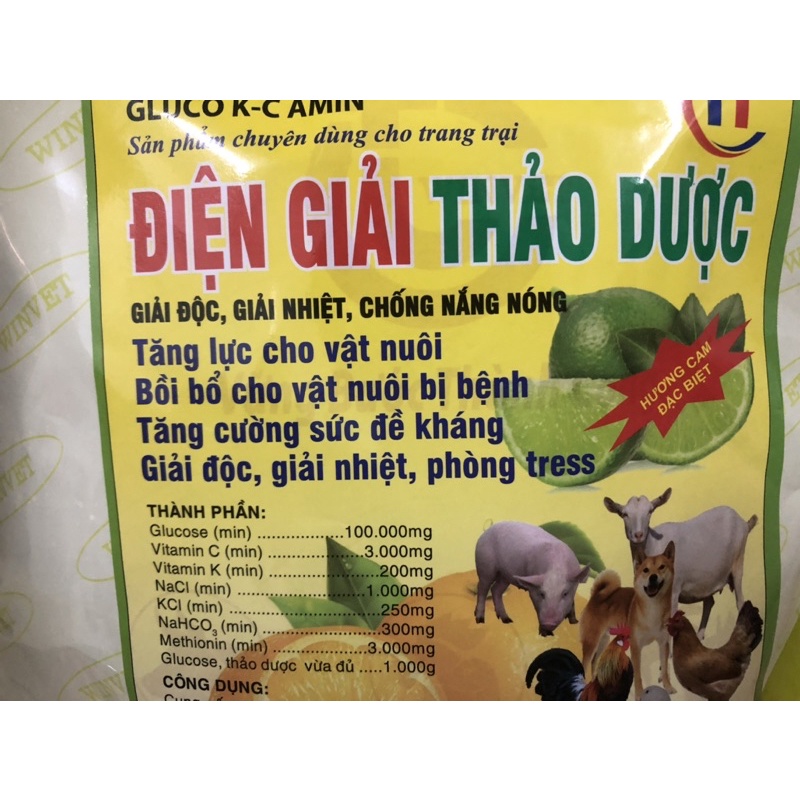 GLUCO K-C AMIN
Sản phẩm chuyên dùng cho trang trại
ĐIỆN GIẢI THẢO DƯỢC
GIẢI ĐỘC, GIẢI NHIỆT, CHỐNG NẮNG NÓNG
Tăng lực cho vật nuôi
Bồi bổ cho vật nuôi bị bệnh
Tăng cường sức đề kháng
Giải độc, giải nhiệt, phòng tress
HƯƠNG CAM
ĐẶC BIỆT
THÀNH PHẦN:
Glucose (min) ..................100.000mg
Vitamin C (min) ....................3.000mg
Vitamin K (min) .......................200mg
NaCl (min) ............................1.000mg
KCl (min) .................................250mg
NaHCO3 (min) .........................300mg
Methionin (min) ....................3.000mg
Glucose, thảo dược vừa đủ .....1.000g
CÔNG DỤNG:
WINVET
WINVET
WINVET